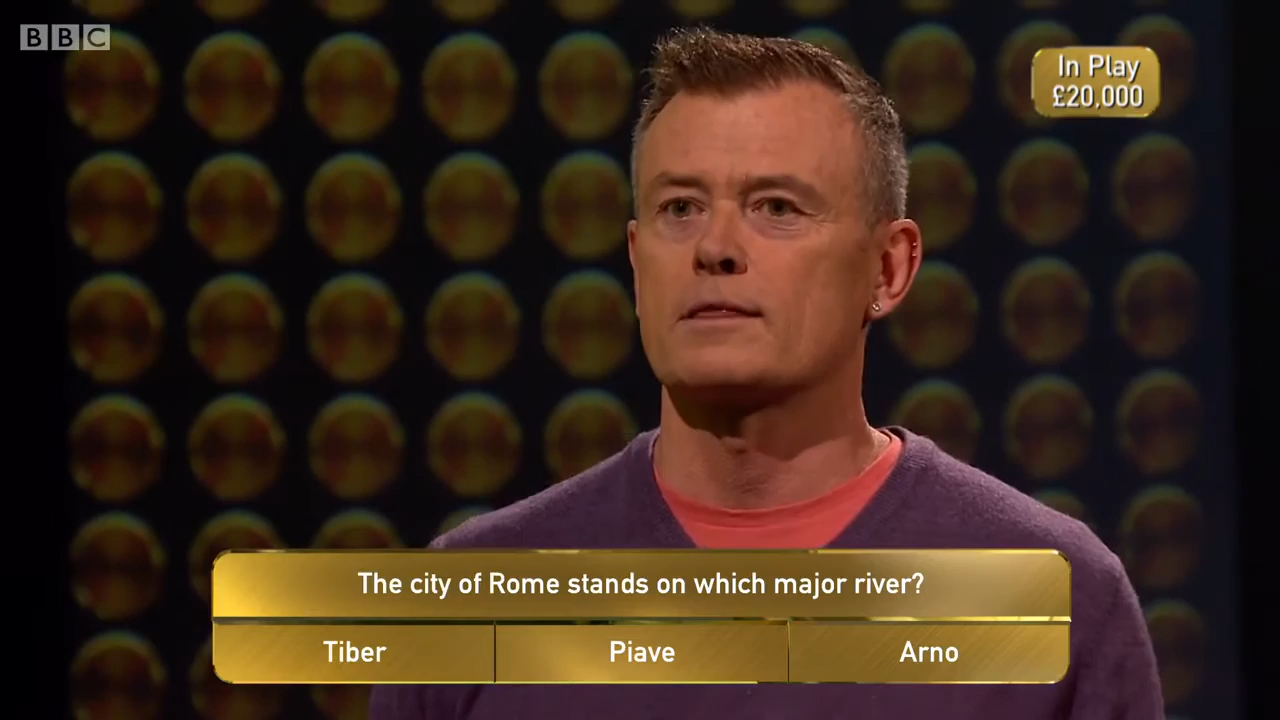 BBC
In Play
£20,000
The city of Rome stands on which major river?
Tiber
Piave
Arno